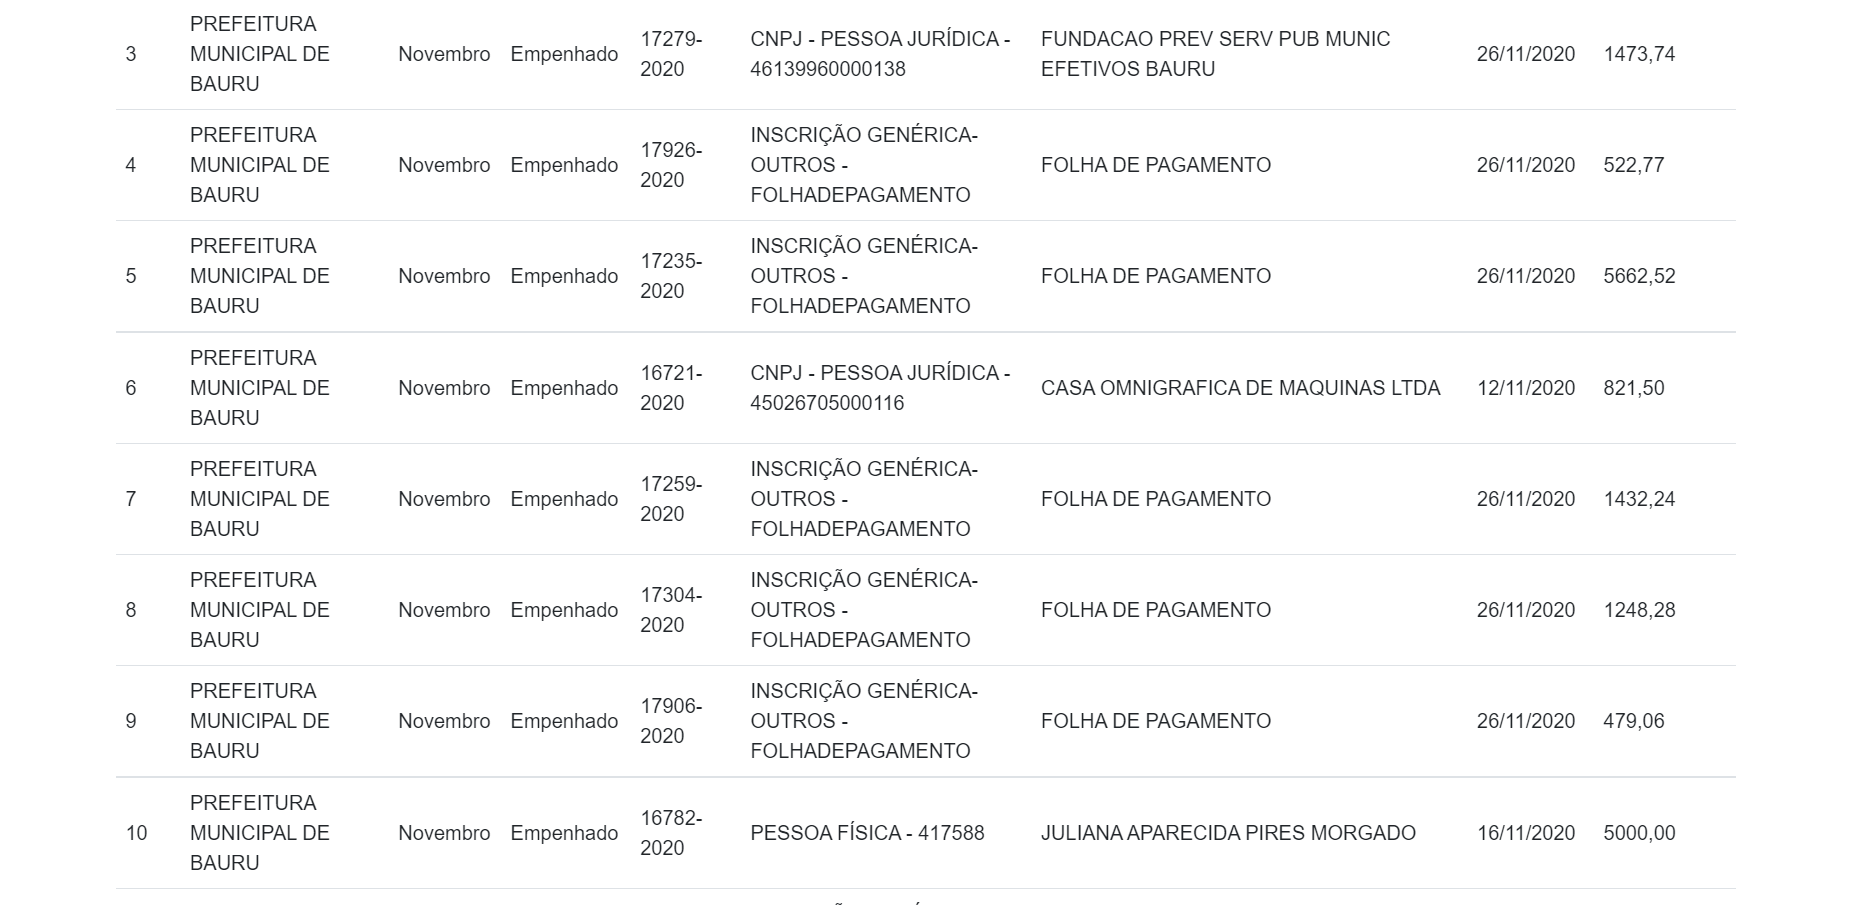 3 PREFEITURA MUNICIPAL DE BAURU Novembro Empenhado 17279-2020 CNPJ - PESSOA JURÍDICA - 46139960000138 FUNDACAO PREV SERV PUB MUNIC EFETIVOS BAURU 26/11/2020 1473,74
4 PREFEITURA MUNICIPAL DE BAURU Novembro Empenhado 17926-2020 INSCRIÇÃO GENÉRICA-OUTROS - FOLHADEPAGAMENTO FOLHA DE PAGAMENTO 26/11/2020 522,77
5 PREFEITURA MUNICIPAL DE BAURU Novembro Empenhado 17235-2020 INSCRIÇÃO GENÉRICA-OUTROS - FOLHADEPAGAMENTO FOLHA DE PAGAMENTO 26/11/2020 5662,52
6 PREFEITURA MUNICIPAL DE BAURU Novembro Empenhado 16721-2020 CNPJ - PESSOA JURÍDICA - 45026705000116 CASA OMNIGRAFICA DE MAQUINAS LTDA 12/11/2020 821,50
7 PREFEITURA MUNICIPAL DE BAURU Novembro Empenhado 17259-2020 INSCRIÇÃO GENÉRICA-OUTROS - FOLHADEPAGAMENTO FOLHA DE PAGAMENTO 26/11/2020 1432,24
8 PREFEITURA MUNICIPAL DE BAURU Novembro Empenhado 17304-2020 INSCRIÇÃO GENÉRICA-OUTROS - FOLHADEPAGAMENTO FOLHA DE PAGAMENTO 26/11/2020 1248,28
9 PREFEITURA MUNICIPAL DE BAURU Novembro Empenhado 17906-2020 INSCRIÇÃO GENÉRICA-OUTROS - FOLHADEPAGAMENTO FOLHA DE PAGAMENTO 26/11/2020 479,06
10 PREFEITURA MUNICIPAL DE BAURU Novembro Empenhado 16782-2020 PESSOA FÍSICA - 417588 JULIANA APARECIDA PIRES MORGADO 16/11/2020 5000,00